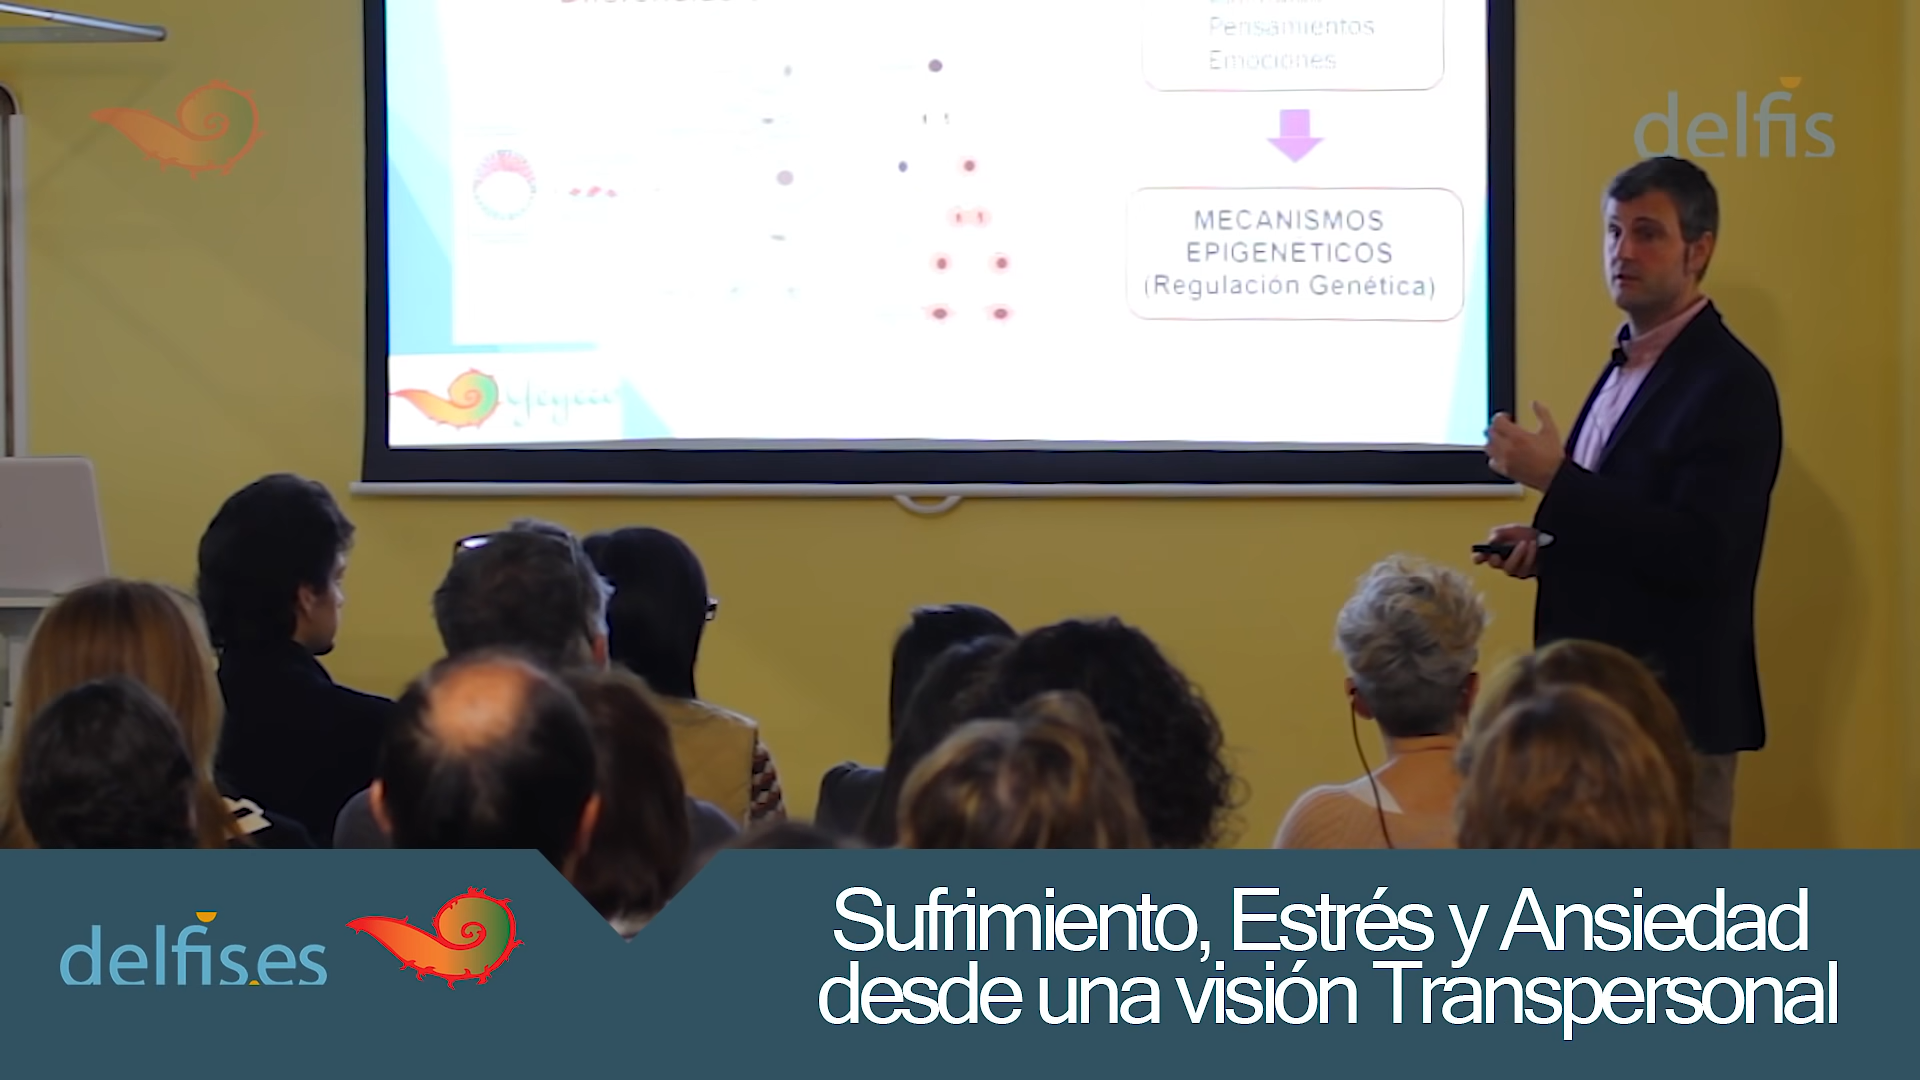 Pensamientos
Emociones
delfis
MECANISMOS
EPIGENETICOS
(Regulación Genética)
delfis.es
Sufrimiento, Estrés y Ansiedad
desde una visión Transpersonal